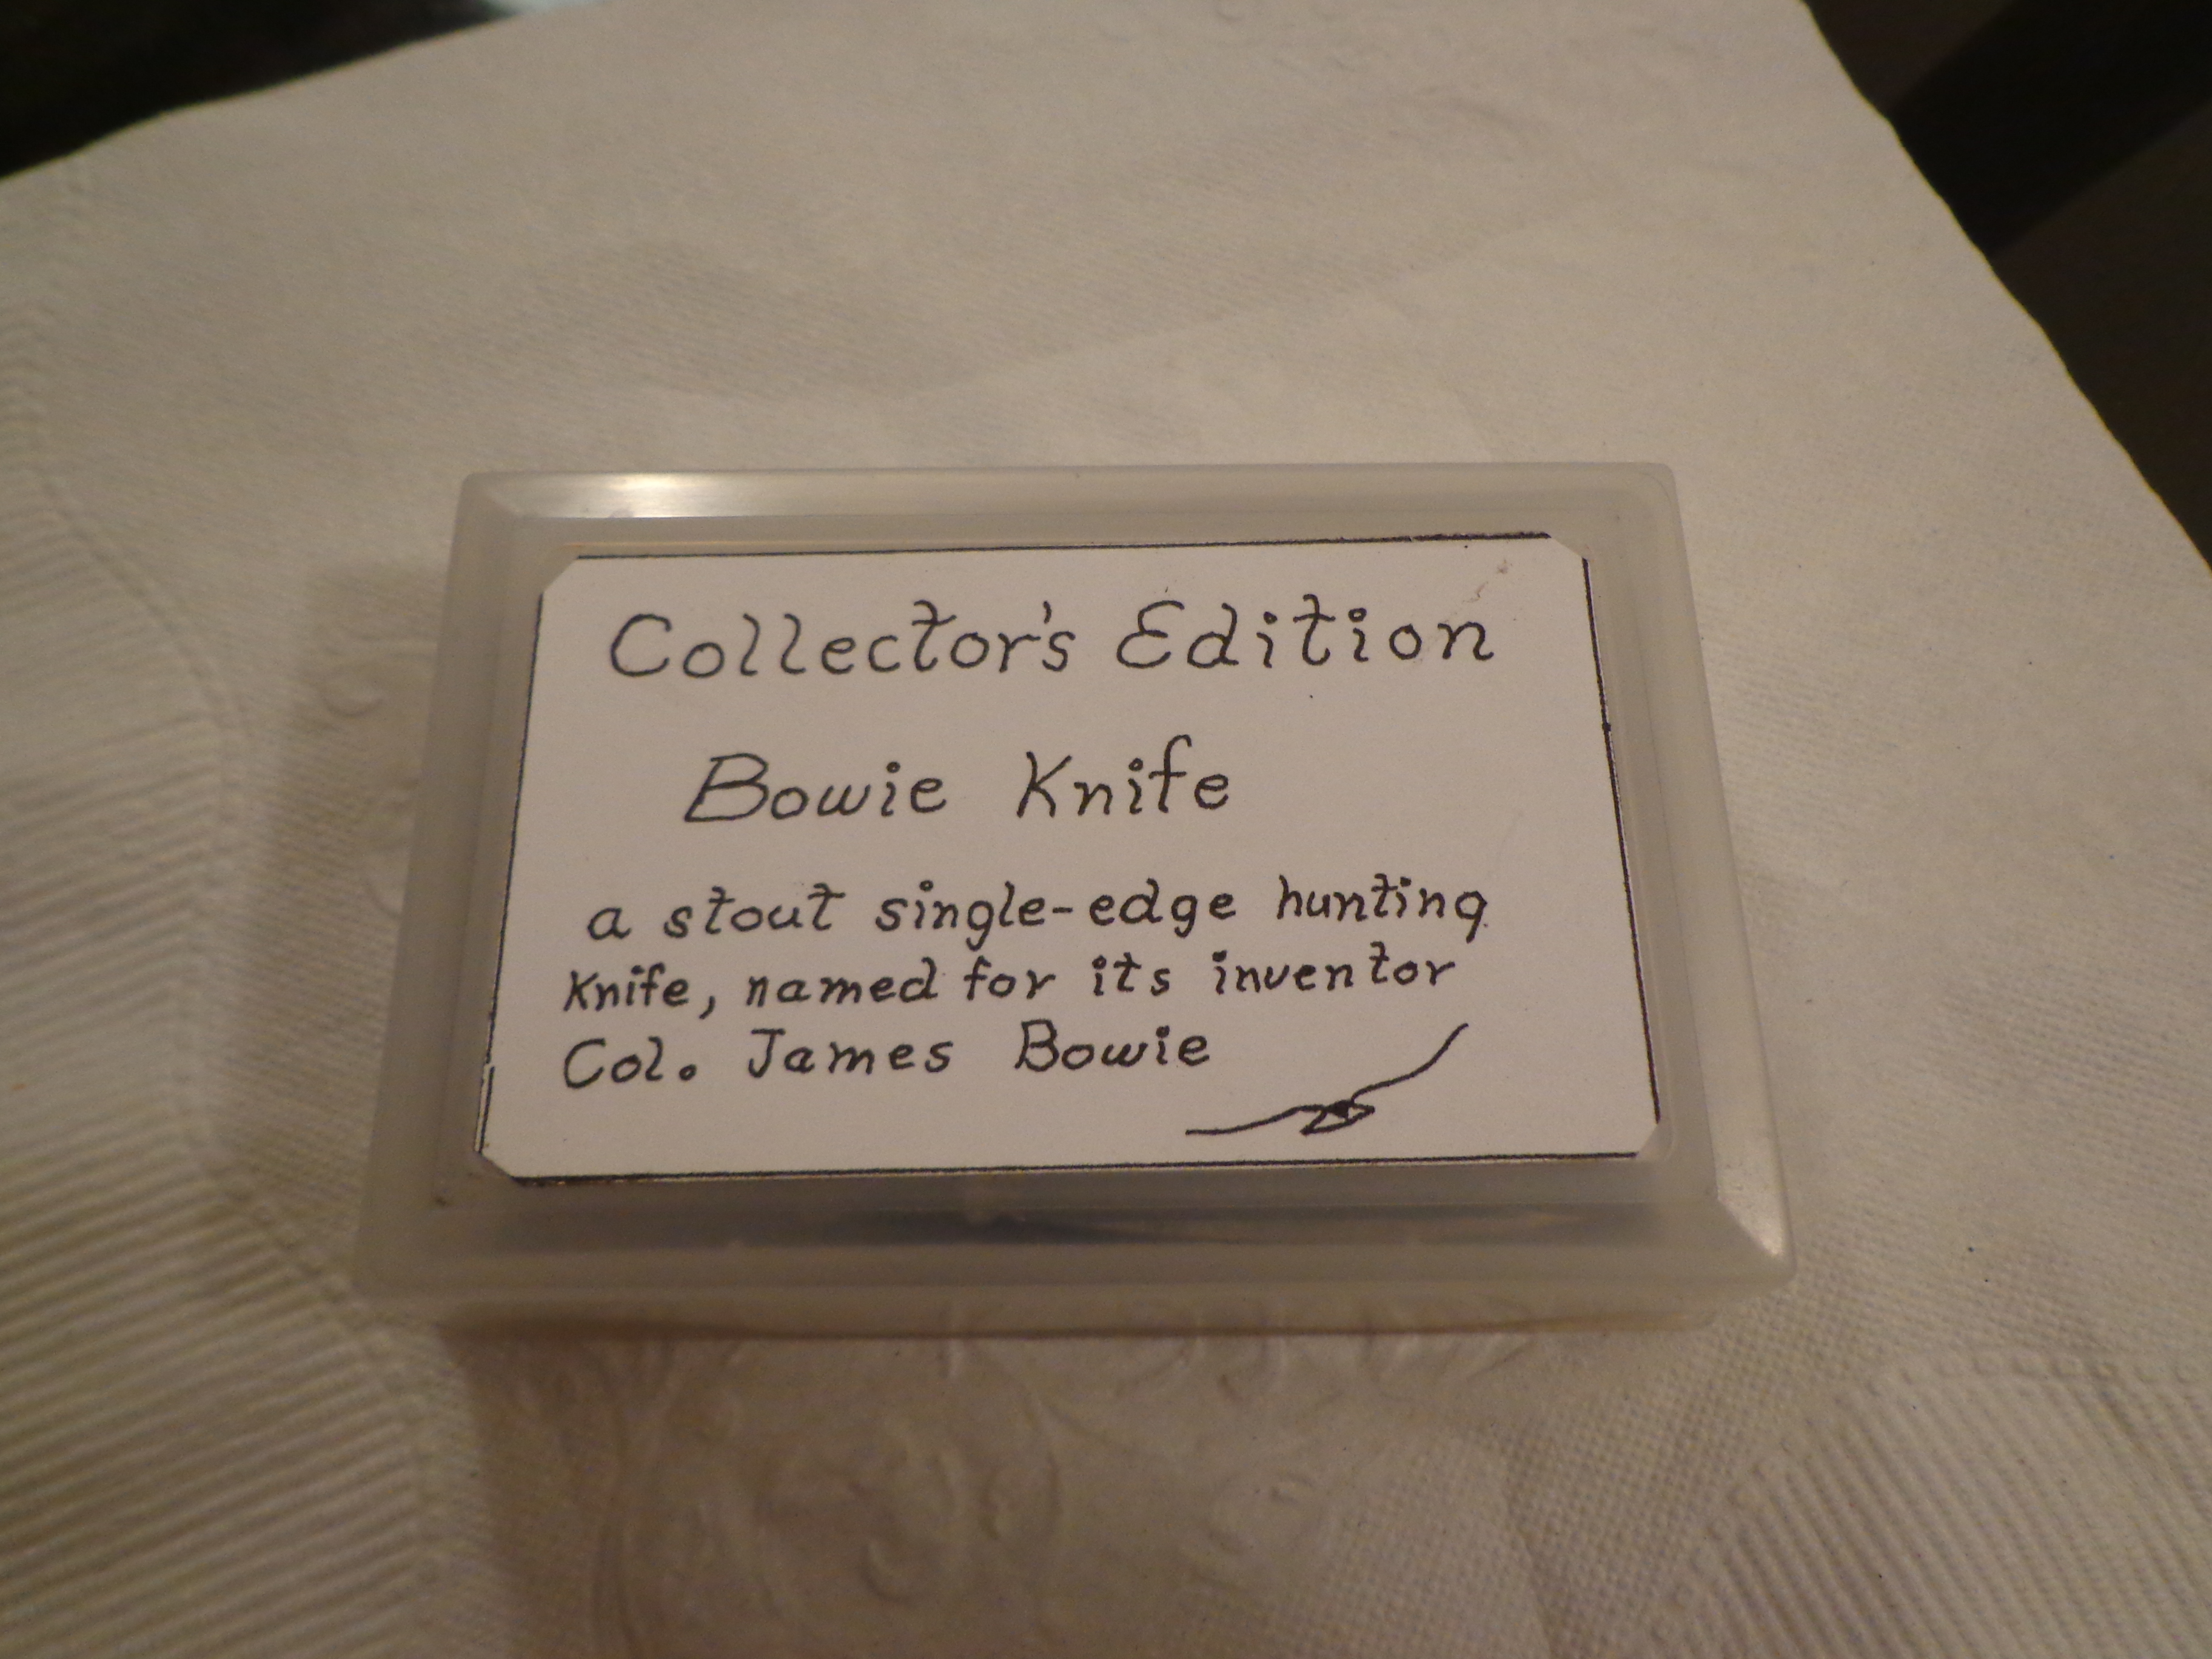 Collector's Edition
Bowie Knife
a stout single-edge hunting
Knife, named for its inventor
Col. James Bowie